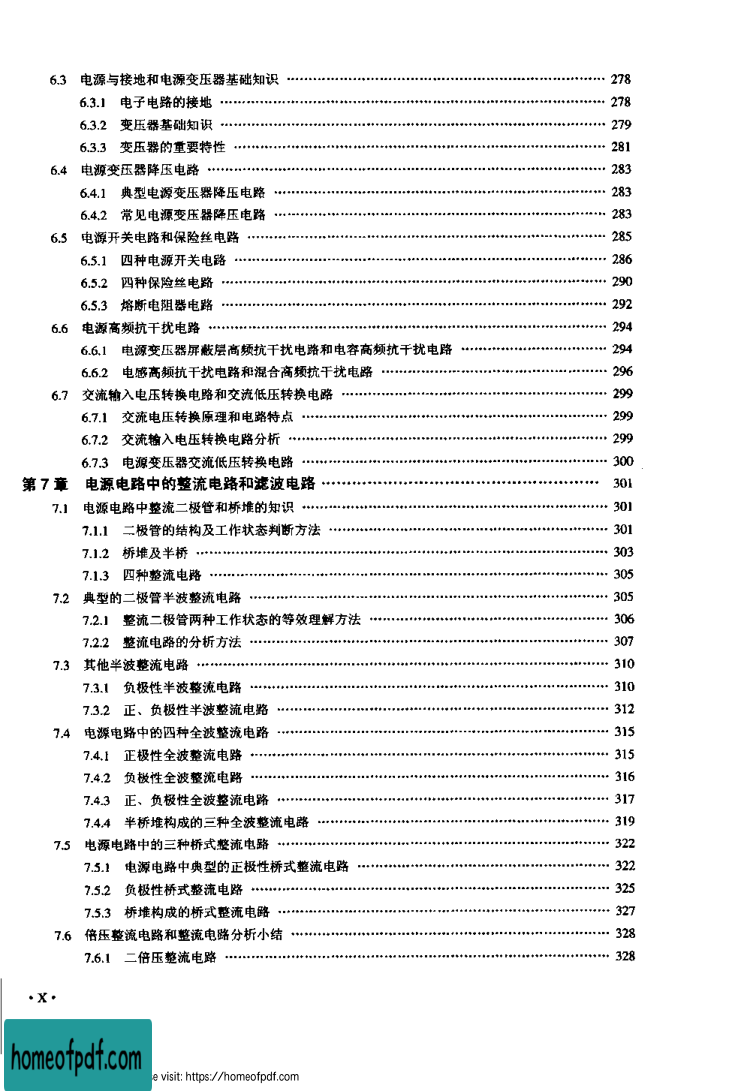 6.3 电源与接地和电源变压器基础知识 …… 278
6.3.1 电子电路的接地 …… 278
6.3.2 变压器基础知识 …… 279
6.3.3 变压器的重要特性 …… 281
6.4 电源变压器降压电路 …… 283
6.4.1 典型电源变压器降压电路 …… 283
6.4.2 常见电源变压器降压电路 …… 283
6.5 电源开关电路和保险丝电路 …… 285
6.5.1 四种电源开关电路 …… 286
6.5.2 四种保险丝电路 …… 290
6.5.3 熔断电阻器电路 …… 292
6.6 电源高频抗干扰电路 …… 294
6.6.1 电源变压器屏蔽层高频抗干扰电路和电容高频抗干扰电路 …… 294
6.6.2 电感高频抗干扰电路和混合高频抗干扰电路 …… 296
6.7 交流输入电压转换电路和交流低压转换电路 …… 299
6.7.1 交流电压转换原理和电路特点 …… 299
6.7.2 交流输入电压转换电路分析 …… 299
6.7.3 电源变压器交流低压转换电路 …… 300
第7章 电源电路中的整流电路和滤波电路 …… 301
7.1 电源电路中整流二极管和桥堆的知识 …… 301
7.1.1 二极管的结构及工作状态判断方法 …… 301
7.1.2 桥堆及半桥 …… 303
7.1.3 四种整流电路 …… 305
7.2 典型的二极管半波整流电路 …… 305
7.2.1 整流二极管两种工作状态的等效理解方法 …… 306
7.2.2 整流电路的分析方法 …… 307
7.3 其他半波整流电路 …… 310
7.3.1 负极性半波整流电路 …… 310
7.3.2 正、负极性半波整流电路 …… 312
7.4 电源电路中的四种全波整流电路 …… 315
7.4.1 正极性全波整流电路 …… 315
7.4.2 负极性全波整流电路 …… 316
7.4.3 正、负极性全波整流电路 …… 317
7.4.4 半桥堆构成的三种全波整流电路 …… 319
7.5 电源电路中的三种桥式整流电路 …… 322
7.5.1 电源电路中典型的正极性桥式整流电路 …… 322
7.5.2 负极性桥式整流电路 …… 325
7.5.3 桥堆构成的桥式整流电路 …… 327
7.6 倍压整流电路和整流电路分析小结 …… 328
7.6.1 二倍压整流电路 …… 328
• X •
homeofpdf.com
e visit: https://homeofpdf.com